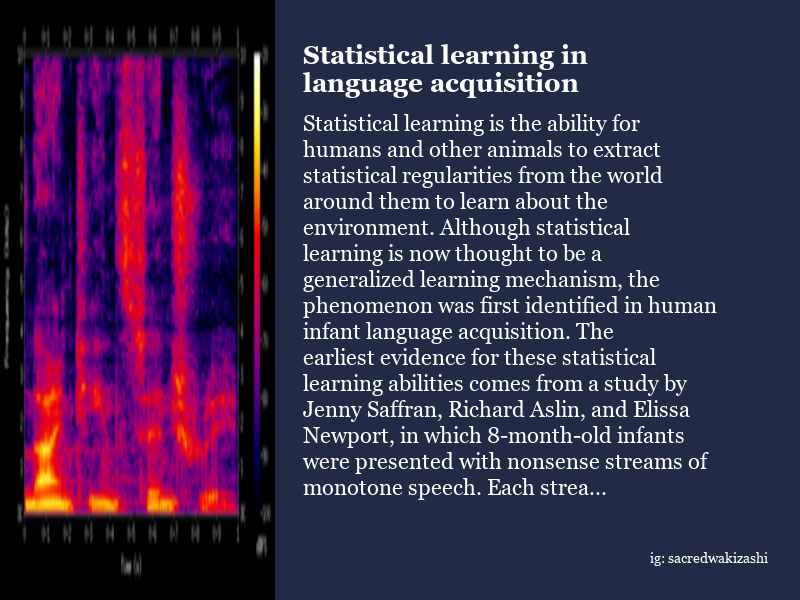 Statistical learning in
language acquisition
Statistical learning is the ability for
humans and other animals to extract
statistical regularities from the world
around them to learn about the
environment. Although statistical
learning is now thought to be a
generalized learning mechanism, the
phenomenon was first identified in human
infant language acquisition. The
earliest evidence for these statistical
learning abilities comes from a study by
Jenny Saffran, Richard Aslin, and Elissa
Newport, in which 8-month-old infants
were presented with nonsense streams of
monotone speech. Each strea...
ig: sacredwakizashi